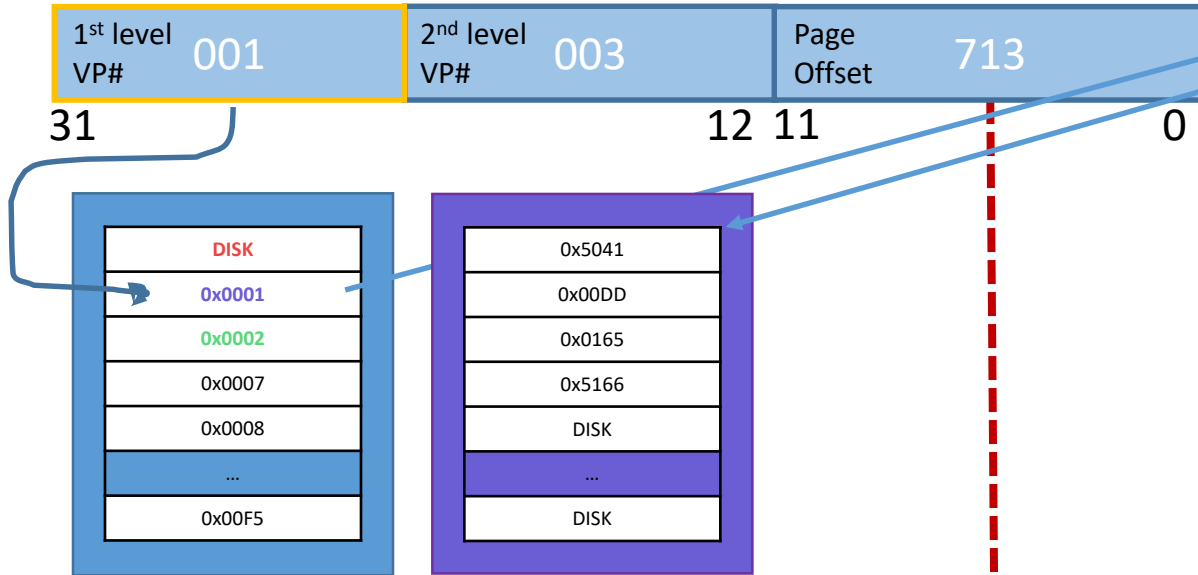 1st level
VP#
001
2nd level
VP#
003
Page
Offset
713
31
12
11
0
DISK
0x0001
0x0002
0x0007
0x0008
...
0x00F5
0x5041
0x00DD
0x0165
0x5166
DISK
...
DISK